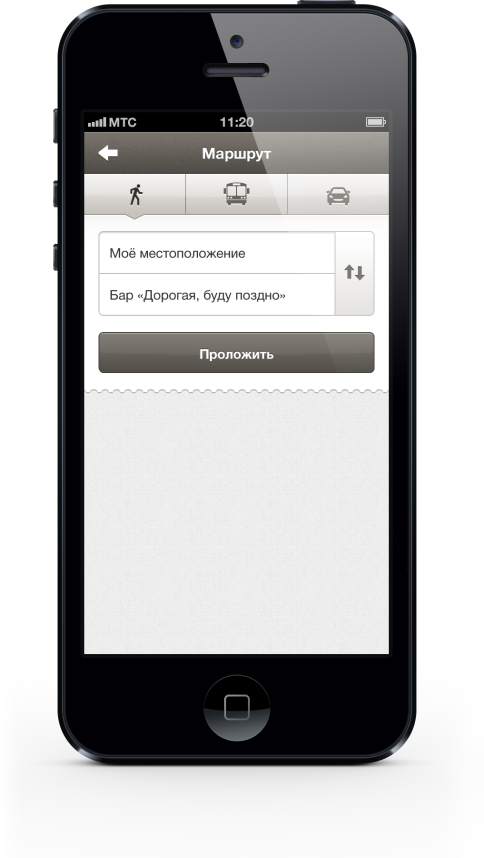 МТС 11:20
Маршрут
Моё местоположение
Бар «Дорогая, буду поздно»
Проложить